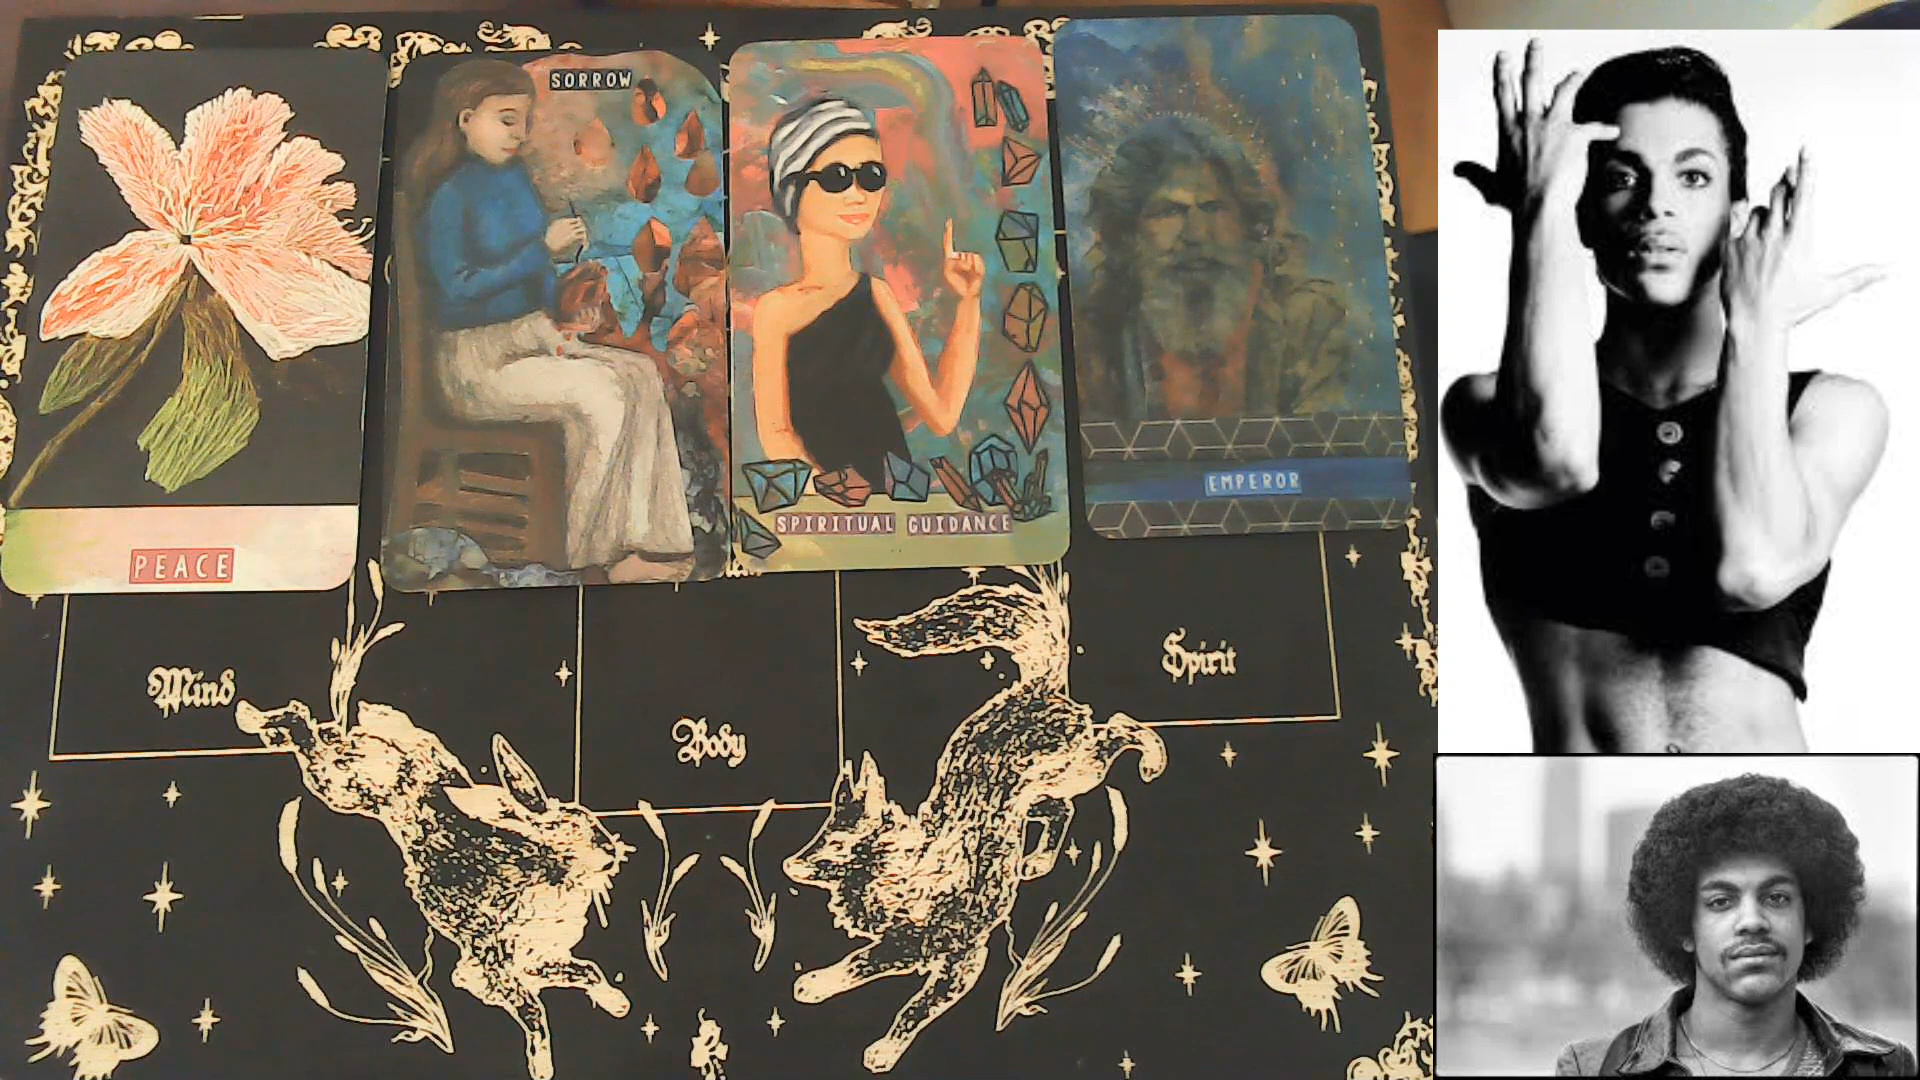 SORROW
EMPEROR
SPIRITUAL GUIDANCE
PEACE
Mind
Spirit
Body